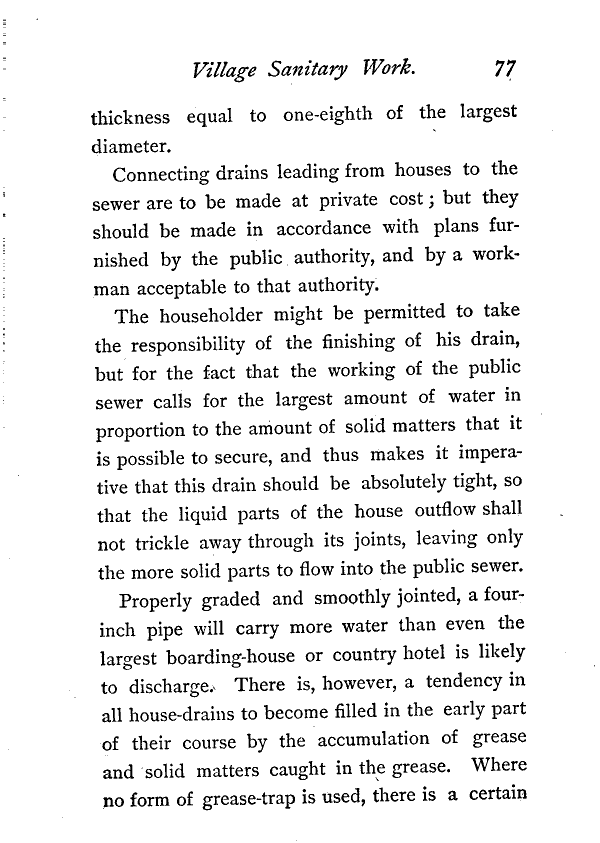 Village Sanitary Work. 77
thickness equal to one-eighth of the largest
diameter.
Connecting drains leading from houses to the
sewer are to be made at private cost; but they
should be made in accordance with plans fur-
nished by the public authority, and by a work-
man acceptable to that authority.
The householder might be permitted to take
the responsibility of the finishing of his drain,
but for the fact that the working of the public
sewer calls for the largest amount of water in
proportion to the amount of solid matters that it
is possible to secure, and thus makes it impera-
tive that this drain should be absolutely tight, so
that the liquid parts of the house outflow shall
not trickle away through its joints, leaving only
the more solid parts to flow into the public sewer.
Properly graded and smoothly jointed, a four-
inch pipe will carry more water than even the
largest boarding-house or country hotel is likely
to discharge. There is, however, a tendency in
all house-drains to become filled in the early part
of their course by the accumulation of grease
and solid matters caught in the grease. Where
no form of grease-trap is used, there is a certain